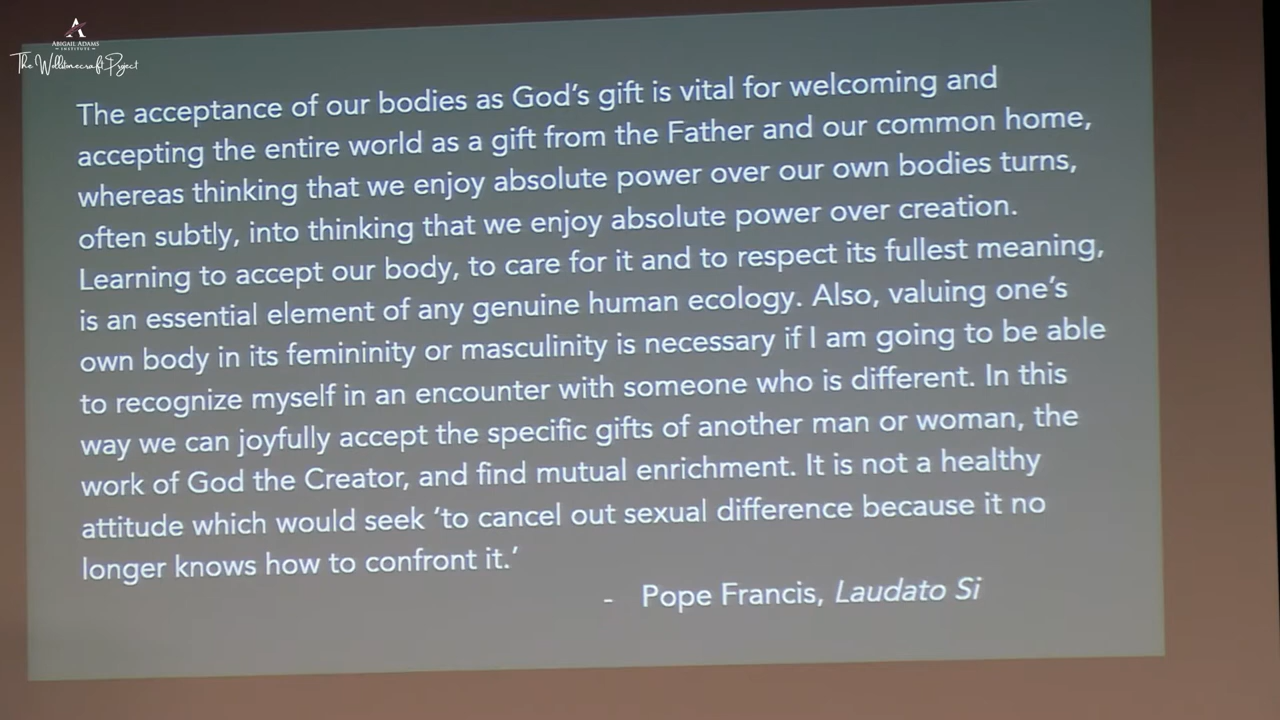 ABIGAIL ADAMS
INSTITUTE
The Wollstonecraft Project
The acceptance of our bodies as God's gift is vital for welcoming and
accepting the entire world as a gift from the Father and our common home,
whereas thinking that we enjoy absolute power over our own bodies turns,
often subtly, into thinking that we enjoy absolute power over creation.
Learning to accept our body, to care for it and to respect its fullest meaning,
is an essential element of any genuine human ecology. Also, valuing one's
own body in its femininity or masculinity is necessary if I am going to be able
to recognize myself in an encounter with someone who is different. In this
way we can joyfully accept the specific gifts of another man or woman, the
work of God the Creator, and find mutual enrichment. It is not a healthy
attitude which would seek 'to cancel out sexual difference because it no
longer knows how to confront it.'
- Pope Francis, Laudato Si